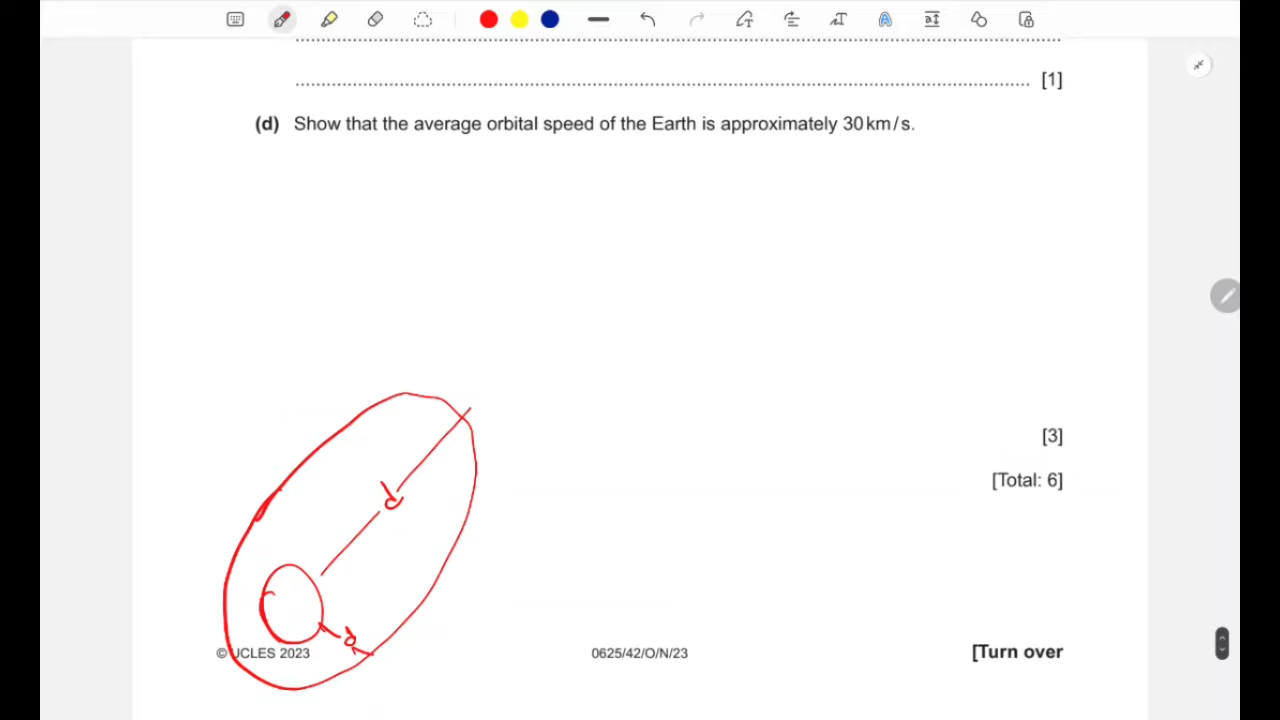 [1]
(d) Show that the average orbital speed of the Earth is approximately 30 km/s.
[3]
[Total: 6]
d
d
© UCLES 2023
0625/42/O/N/23
[Turn over